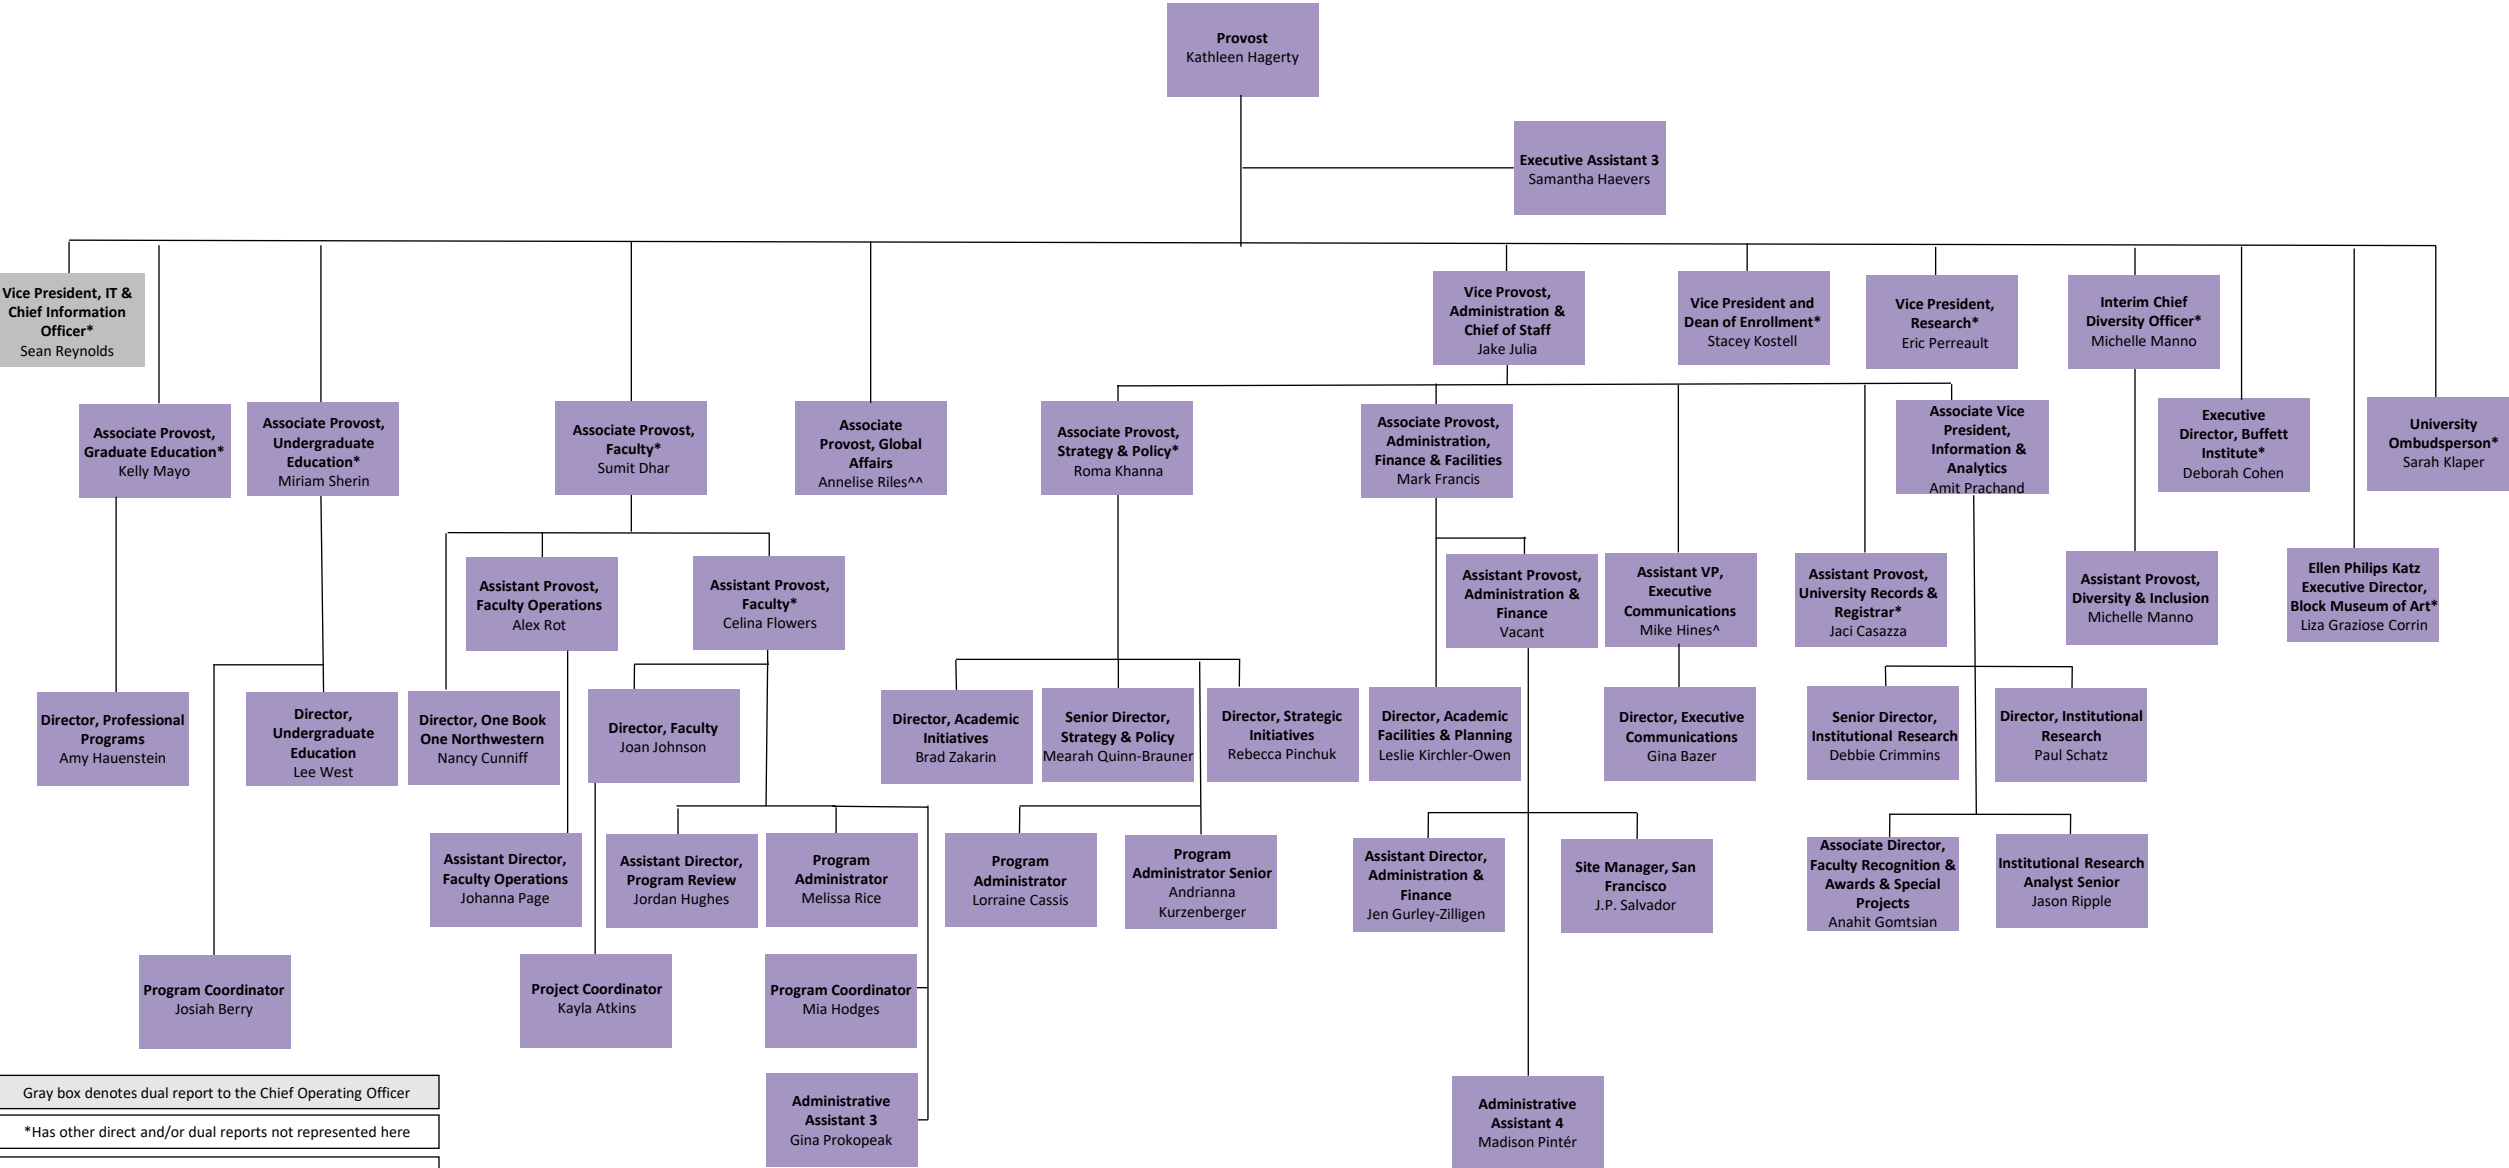 Provost
Kathleen Hagerty
Executive Assistant 3
Samantha Haevers
Vice President, IT &
Chief Information
Officer*
Sean Reynolds
Vice Provost,
Administration &
Chief of Staff
Jake Julia
Vice President and
Dean of Enrollment*
Stacey Kostell
Vice President,
Research*
Eric Perreault
Interim Chief
Diversity Officer*
Michelle Manno
Associate Provost,
Graduate Education*
Kelly Mayo
Associate Provost,
Undergraduate
Education*
Miriam Sherin
Associate Provost,
Faculty*
Sumit Dhar
Associate
Provost, Global
Affairs
Annelise Riles^^
Associate Provost,
Strategy & Policy*
Roma Khanna
Associate Provost,
Administration,
Finance & Facilities
Mark Francis
Associate Vice
President,
Information &
Analytics
Amit Prachand
Executive
Director, Buffett
Institute*
Deborah Cohen
University
Ombudsperson*
Sarah Klaper
Assistant Provost,
Faculty Operations
Alex Rot
Assistant Provost,
Faculty*
Celina Flowers
Assistant Provost,
Administration &
Finance
Vacant
Assistant VP,
Executive
Communications
Mike Hines^
Assistant Provost,
University Records &
Registrar*
Jaci Casazza
Assistant Provost,
Diversity & Inclusion
Michelle Manno
Ellen Philips Katz
Executive Director,
Block Museum of Art*
Liza Graziose Corrin
Director, Professional
Programs
Amy Hauenstein
Director,
Undergraduate
Education
Lee West
Director, One Book
One Northwestern
Nancy Cunniff
Director, Faculty
Joan Johnson
Director, Academic
Initiatives
Brad Zakarin
Senior Director,
Strategy & Policy
Mearah Quinn-Brauner
Director, Strategic
Initiatives
Rebecca Pinchuk
Director, Academic
Facilities & Planning
Leslie Kirchler-Owen
Director, Executive
Communications
Gina Bazer
Senior Director,
Institutional Research
Debbie Crimmins
Director, Institutional
Research
Paul Schatz
Assistant Director,
Faculty Operations
Johanna Page
Assistant Director,
Program Review
Jordan Hughes
Program
Administrator
Melissa Rice
Program
Administrator
Lorraine Cassis
Program
Administrator Senior
Andrianna
Kurzenberger
Assistant Director,
Administration &
Finance
Jen Gurley-Zilligen
Site Manager, San
Francisco
J.P. Salvador
Associate Director,
Faculty Recognition &
Awards & Special
Projects
Anahit Gomtsian
Institutional Research
Analyst Senior
Jason Ripple
Program Coordinator
Josiah Berry
Project Coordinator
Kayla Atkins
Program Coordinator
Mia Hodges
Administrative
Assistant 3
Gina Prokopeak
Administrative
Assistant 4
Madison Pintér
Gray box denotes dual report to the Chief Operating Officer
*Has other direct and/or dual reports not represented here